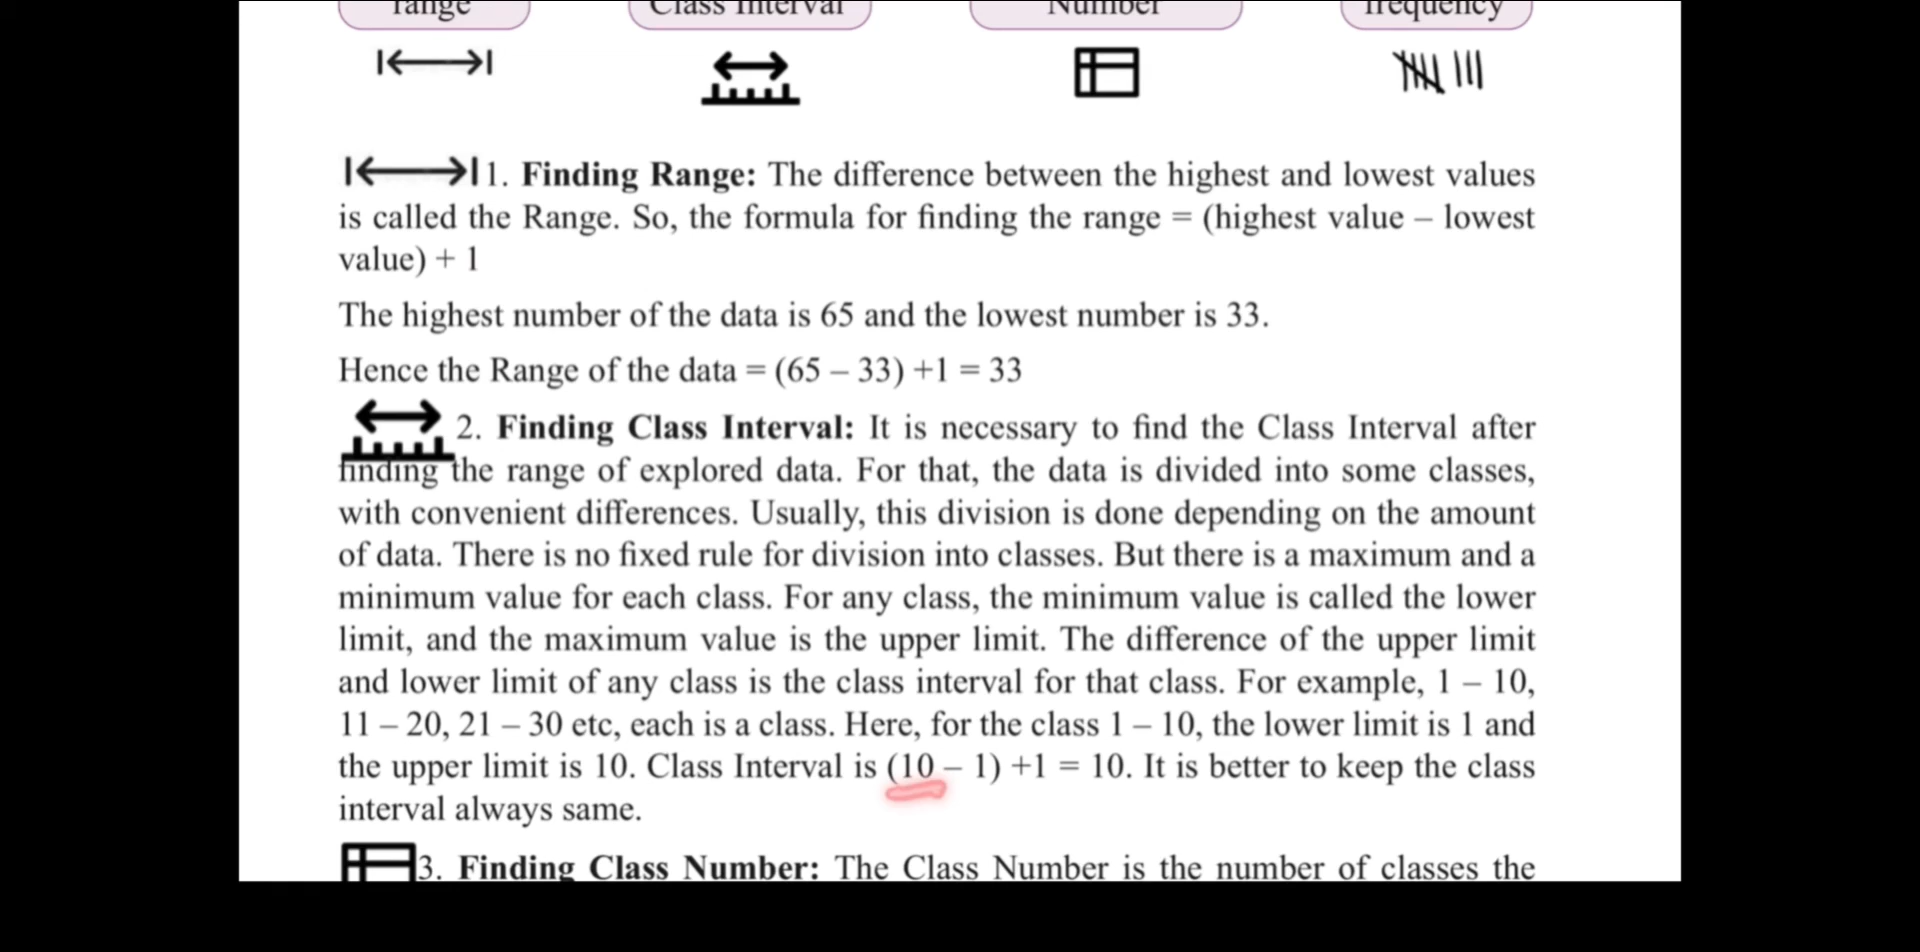 range Class Interval Number frequency
1. Finding Range: The difference between the highest and lowest values
is called the Range. So, the formula for finding the range = (highest value – lowest
value) + 1
The highest number of the data is 65 and the lowest number is 33.
Hence the Range of the data = (65 – 33) +1 = 33
2. Finding Class Interval: It is necessary to find the Class Interval after
finding the range of explored data. For that, the data is divided into some classes,
with convenient differences. Usually, this division is done depending on the amount
of data. There is no fixed rule for division into classes. But there is a maximum and a
minimum value for each class. For any class, the minimum value is called the lower
limit, and the maximum value is the upper limit. The difference of the upper limit
and lower limit of any class is the class interval for that class. For example, 1 – 10,
11 – 20, 21 – 30 etc, each is a class. Here, for the class 1 – 10, the lower limit is 1 and
the upper limit is 10. Class Interval is (10 – 1) +1 = 10. It is better to keep the class
interval always same.
3. Finding Class Number: The Class Number is the number of classes the